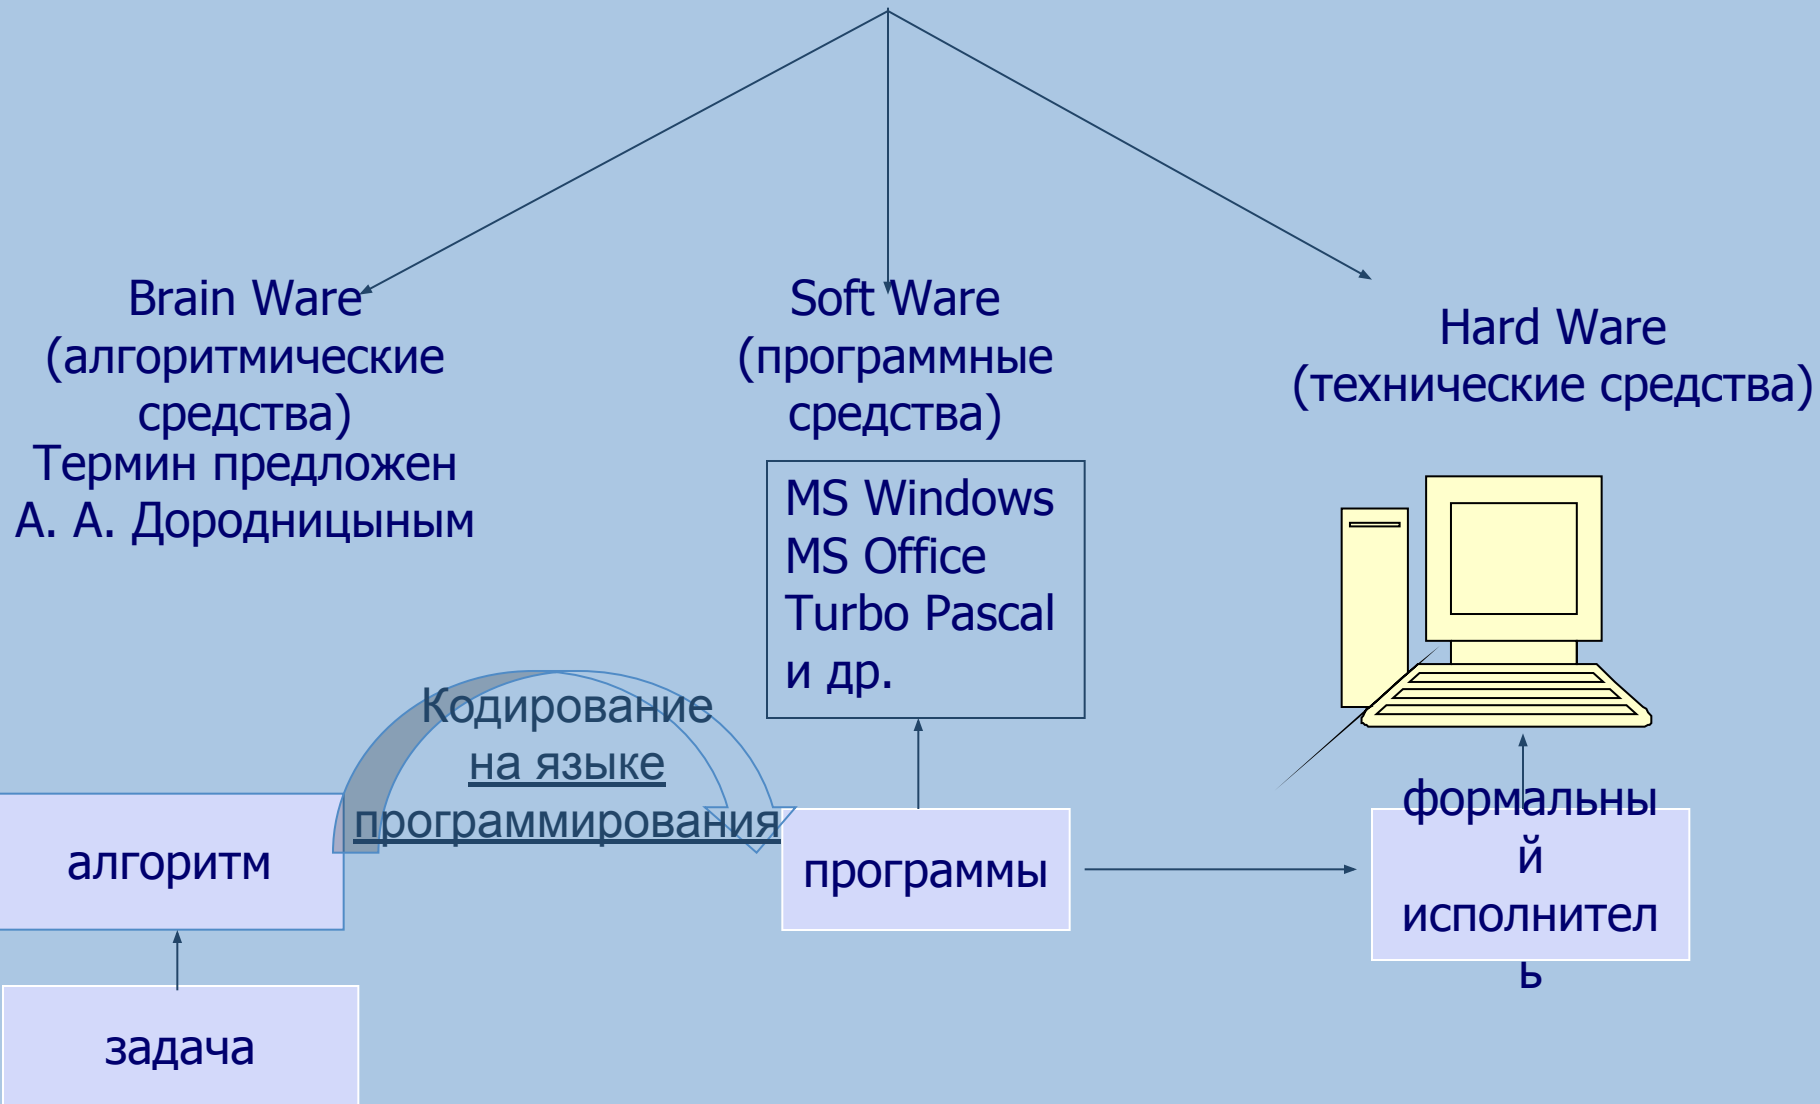 Brain Ware
(алгоритмические
средства)
Термин предложен
А. А. Дородницыным
Soft Ware
(программные
средства)
MS Windows
MS Office
Turbo Pascal
и др.
Hard Ware
(технические средства)
Кодирование
на языке
программирования
алгоритм
задача
программы
формальны
й
исполнител
ь